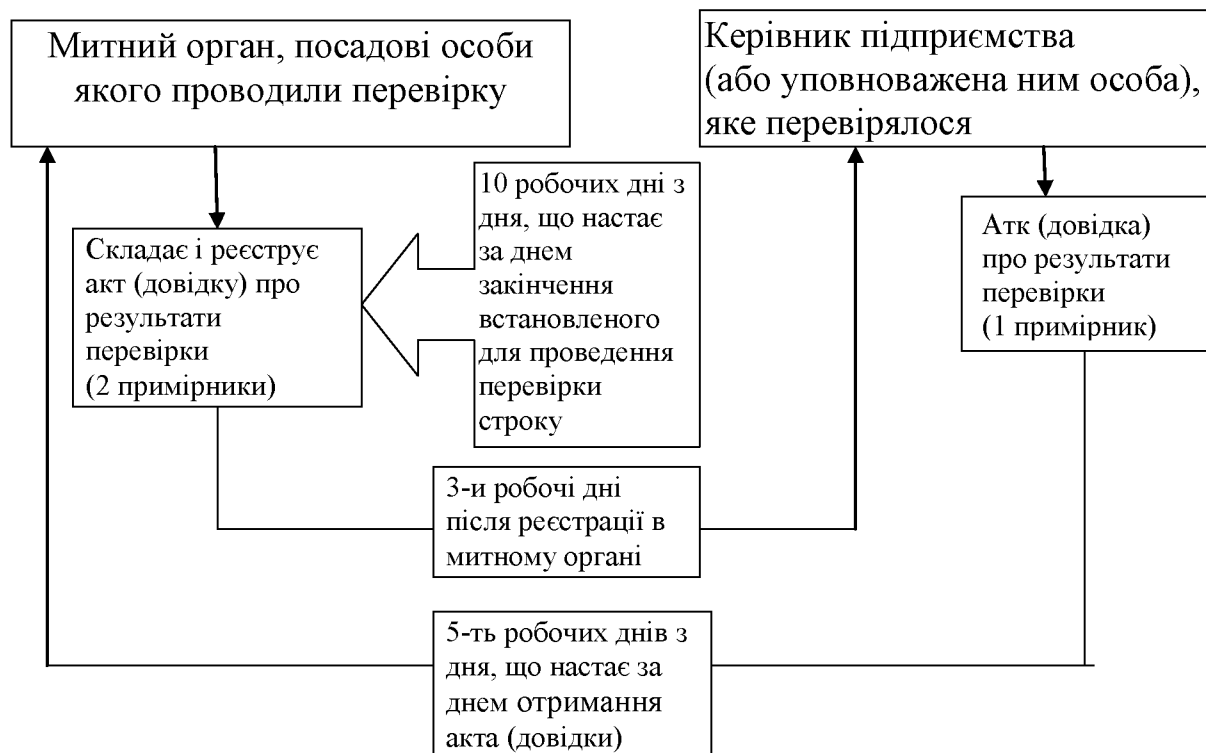 Митний орган, посадові особи
якого проводили перевірку
Керівник підприємства
(або уповноважена ним особа),
яке перевірялося
10 робочих дні з
дня, що настає
за днем
закінчення
встановленого
для проведення
перевірки
строку
Складає і реєструє
акт (довідку) про
результати
перевірки
(2 примірники)
Атк (довідка)
про результати
перевірки
(1 примірник)
3-и робочі дні
після реєстрації в
митному органі
5-ть робочих днів з
дня, що настає за
днем отримання
акта (довідки)